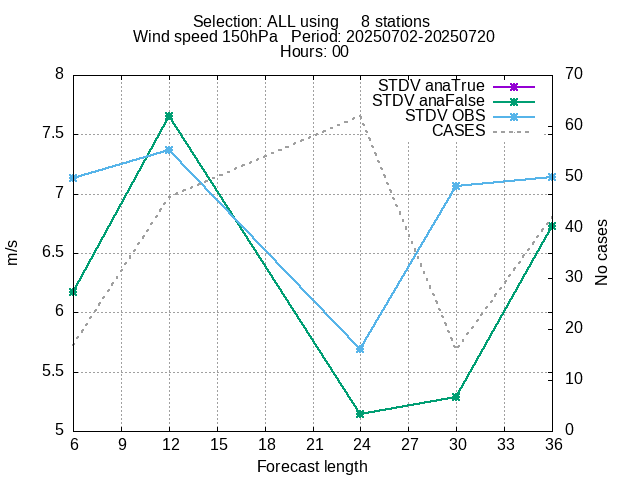 Selection: ALL using 8 stations
Wind speed 150hPa Period: 20250702-20250720
Hours: 00
STDV anaTrue
STDV anaFalse
STDV OBS
CASES
8
7.5
7
6.5
6
5.5
5
m/s
70
60
50
40
30
20
10
0
No cases
6 9 12 15 18 21 24 27 30 33 36
Forecast length